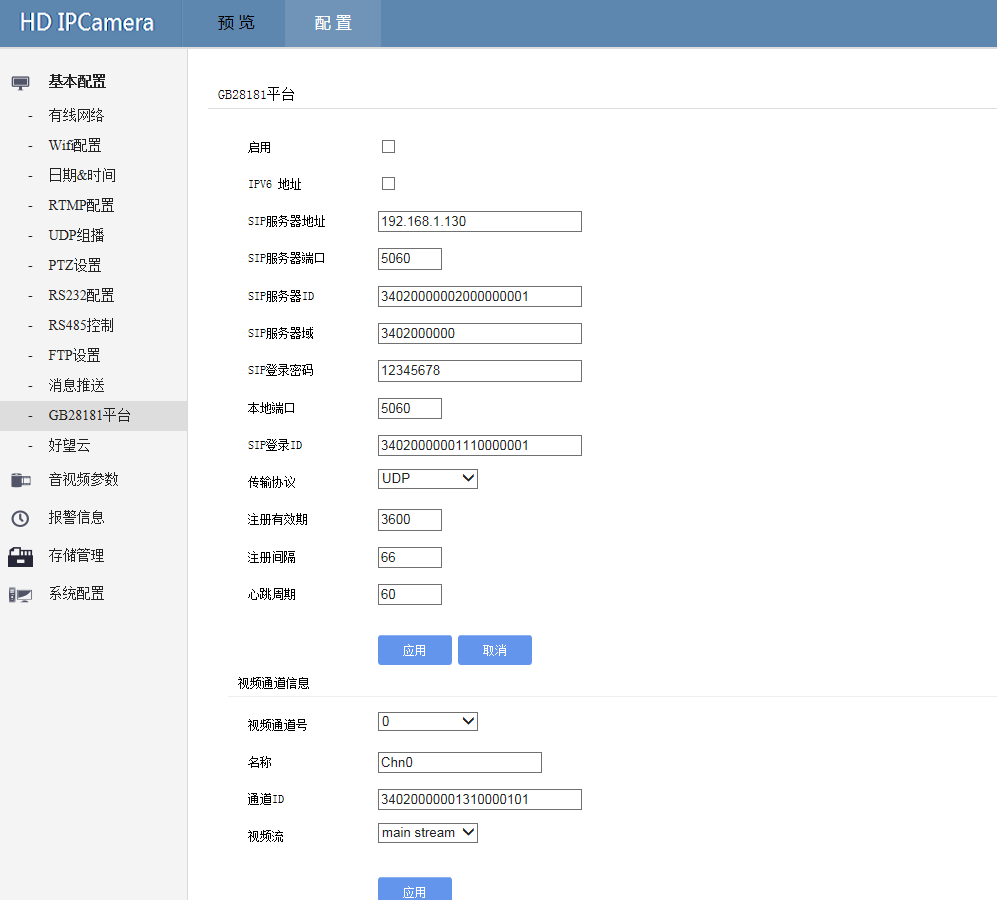 HD IPCamera 预 览 配 置
基本配置
- 有线网络
- Wifi配置
- 日期&时间
- RTMP配置
- UDP组播
- PTZ设置
- RS232配置
- RS485控制
- FTP设置
- 消息推送
- GB28181平台
- 好望云
音视频参数
报警信息
存储管理
系统配置
GB28181平台
启用
IPV6 地址
SIP服务器地址 192.168.1.130
SIP服务器端口 5060
SIP服务器ID 34020000002000000001
SIP服务器域 3402000000
SIP登录密码 12345678
本地端口 5060
SIP登录ID 34020000001110000001
传输协议 UDP
注册有效期 3600
注册间隔 66
心跳周期 60
应用 取消
视频通道信息
视频通道号 0
名称 Chn0
通道ID 34020000001310000101
视频流 main stream
应用